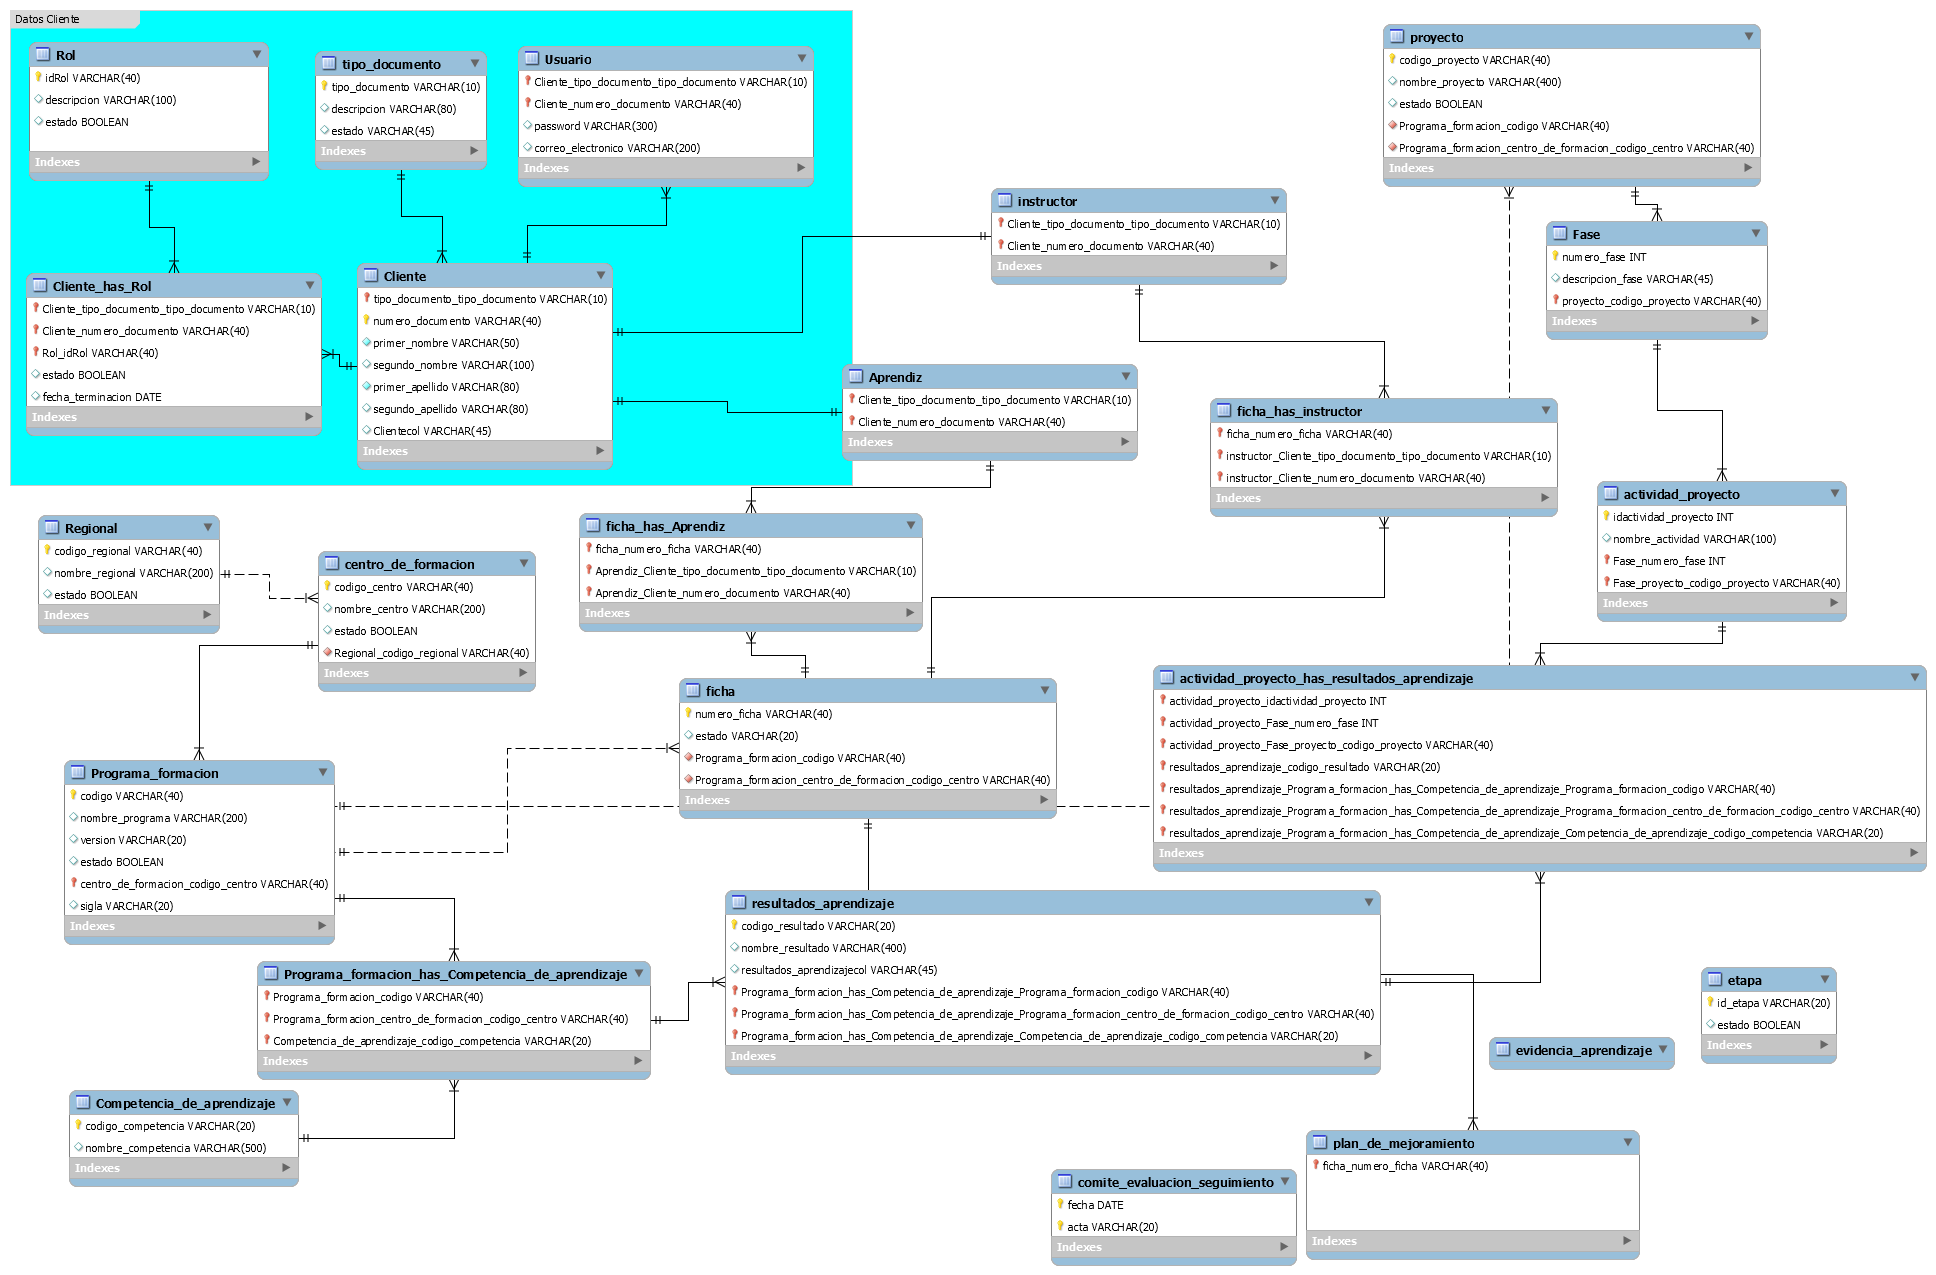 Datos Cliente
Rol
idRol VARCHAR(40)
descripcion VARCHAR(100)
estado BOOLEAN
Indexes
tipo_documento
tipo_documento VARCHAR(10)
descripcion VARCHAR(80)
estado VARCHAR(45)
Indexes
Usuario
Cliente_tipo_documento_tipo_documento VARCHAR(10)
Cliente_numero_documento VARCHAR(40)
password VARCHAR(300)
correo_electronico VARCHAR(200)
Indexes
Cliente_has_Rol
Cliente_tipo_documento_tipo_documento VARCHAR(10)
Cliente_numero_documento VARCHAR(40)
Rol_idRol VARCHAR(40)
estado BOOLEAN
fecha_terminacion DATE
Indexes
Cliente
tipo_documento_tipo_documento VARCHAR(10)
numero_documento VARCHAR(40)
primer_nombre VARCHAR(50)
segundo_nombre VARCHAR(100)
primer_apellido VARCHAR(80)
segundo_apellido VARCHAR(80)
Clientecol VARCHAR(45)
Indexes
instructor
Cliente_tipo_documento_tipo_documento VARCHAR(10)
Cliente_numero_documento VARCHAR(40)
Indexes
Aprendiz
Cliente_tipo_documento_tipo_documento VARCHAR(10)
Cliente_numero_documento VARCHAR(40)
Indexes
proyecto
codigo_proyecto VARCHAR(40)
nombre_proyecto VARCHAR(400)
estado BOOLEAN
Programa_formacion_codigo VARCHAR(40)
Programa_formacion_centro_de_formacion_codigo_centro VARCHAR(40)
Indexes
Fase
numero_fase INT
descripcion_fase VARCHAR(45)
proyecto_codigo_proyecto VARCHAR(40)
Indexes
ficha_has_instructor
ficha_numero_ficha VARCHAR(40)
instructor_Cliente_tipo_documento_tipo_documento VARCHAR(10)
instructor_Cliente_numero_documento VARCHAR(40)
Indexes
actividad_proyecto
idactividad_proyecto INT
nombre_actividad VARCHAR(100)
Fase_numero_fase INT
Fase_proyecto_codigo_proyecto VARCHAR(40)
Indexes
Regional
codigo_regional VARCHAR(40)
nombre_regional VARCHAR(200)
estado BOOLEAN
Indexes
centro_de_formacion
codigo_centro VARCHAR(40)
nombre_centro VARCHAR(200)
estado BOOLEAN
Regional_codigo_regional VARCHAR(40)
Indexes
ficha_has_Aprendiz
ficha_numero_ficha VARCHAR(40)
Aprendiz_Cliente_tipo_documento_tipo_documento VARCHAR(10)
Aprendiz_Cliente_numero_documento VARCHAR(40)
Indexes
ficha
numero_ficha VARCHAR(40)
estado VARCHAR(20)
Programa_formacion_codigo VARCHAR(40)
Programa_formacion_centro_de_formacion_codigo_centro VARCHAR(40)
Indexes
actividad_proyecto_has_resultados_aprendizaje
actividad_proyecto_idactividad_proyecto INT
actividad_proyecto_Fase_numero_fase INT
actividad_proyecto_Fase_proyecto_codigo_proyecto VARCHAR(40)
resultados_aprendizaje_codigo_resultado VARCHAR(20)
resultados_aprendizaje_Programa_formacion_has_Competencia_de_aprendizaje_Programa_formacion_codigo VARCHAR(40)
resultados_aprendizaje_Programa_formacion_has_Competencia_de_aprendizaje_Programa_formacion_centro_de_formacion_codigo_centro VARCHAR(40)
resultados_aprendizaje_Programa_formacion_has_Competencia_de_aprendizaje_Competencia_de_aprendizaje_codigo_competencia VARCHAR(20)
Indexes
Programa_formacion
codigo VARCHAR(40)
nombre_programa VARCHAR(200)
version VARCHAR(20)
estado BOOLEAN
centro_de_formacion_codigo_centro VARCHAR(40)
sigla VARCHAR(20)
Indexes
Programa_formacion_has_Competencia_de_aprendizaje
Programa_formacion_codigo VARCHAR(40)
Programa_formacion_centro_de_formacion_codigo_centro VARCHAR(40)
Competencia_de_aprendizaje_codigo_competencia VARCHAR(20)
Indexes
resultados_aprendizaje
codigo_resultado VARCHAR(20)
nombre_resultado VARCHAR(400)
resultados_aprendizajecol VARCHAR(45)
Programa_formacion_has_Competencia_de_aprendizaje_Programa_formacion_codigo VARCHAR(40)
Programa_formacion_has_Competencia_de_aprendizaje_Programa_formacion_centro_de_formacion_codigo_centro VARCHAR(40)
Programa_formacion_has_Competencia_de_aprendizaje_Competencia_de_aprendizaje_codigo_competencia VARCHAR(20)
Indexes
etapa
id_etapa VARCHAR(20)
estado BOOLEAN
Indexes
evidencia_aprendizaje
Competencia_de_aprendizaje
codigo_competencia VARCHAR(20)
nombre_competencia VARCHAR(500)
Indexes
plan_de_mejoramiento
ficha_numero_ficha VARCHAR(40)
Indexes
comite_evaluacion_seguimiento
fecha DATE
acta VARCHAR(20)
Indexes